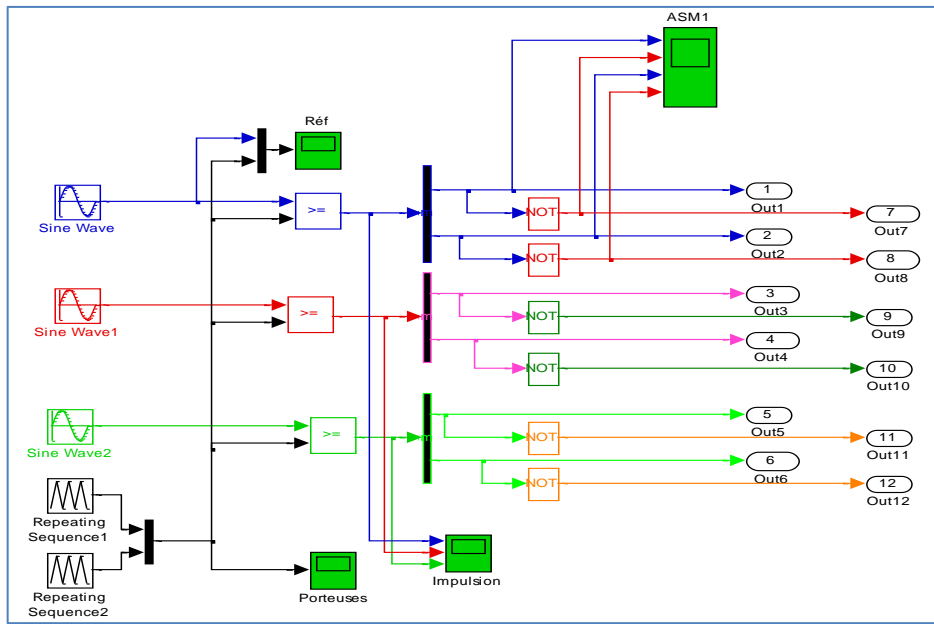 ASM1
Réf
Sine Wave
>=
NOT
1
Out1
7
Out7
2
Out2
NOT
8
Out8
Sine Wave1
>=
3
Out3
NOT
9
Out9
4
Out4
NOT
10
Out10
Sine Wave2
>=
5
Out5
NOT
11
Out11
6
Out6
NOT
12
Out12
Repeating
Sequence1
Repeating
Sequence2
Porteuses
Impulsion